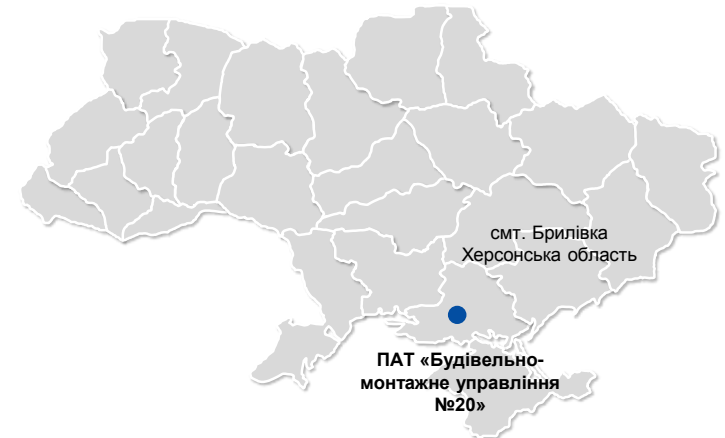 смт. Брилівка
Херсонська область
ПАТ «Будівельно-
монтажне управління
№20»